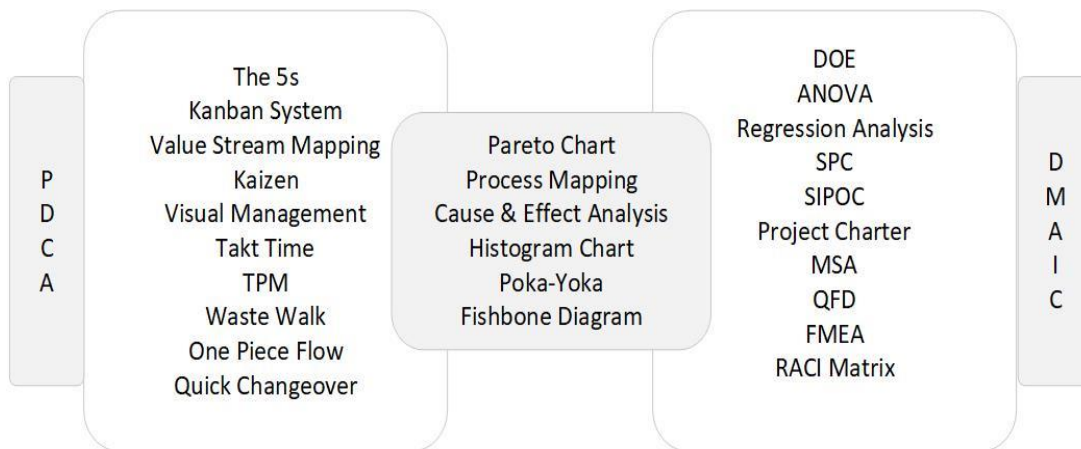 P
D
C
A
The 5s
Kanban System
Value Stream Mapping
Kaizen
Visual Management
Takt Time
TPM
Waste Walk
One Piece Flow
Quick Changeover
Pareto Chart
Process Mapping
Cause & Effect Analysis
Histogram Chart
Poka-Yoka
Fishbone Diagram
DOE
ANOVA
Regression Analysis
SPC
SIPOC
Project Charter
MSA
QFD
FMEA
RACI Matrix
D
M
A
I
C